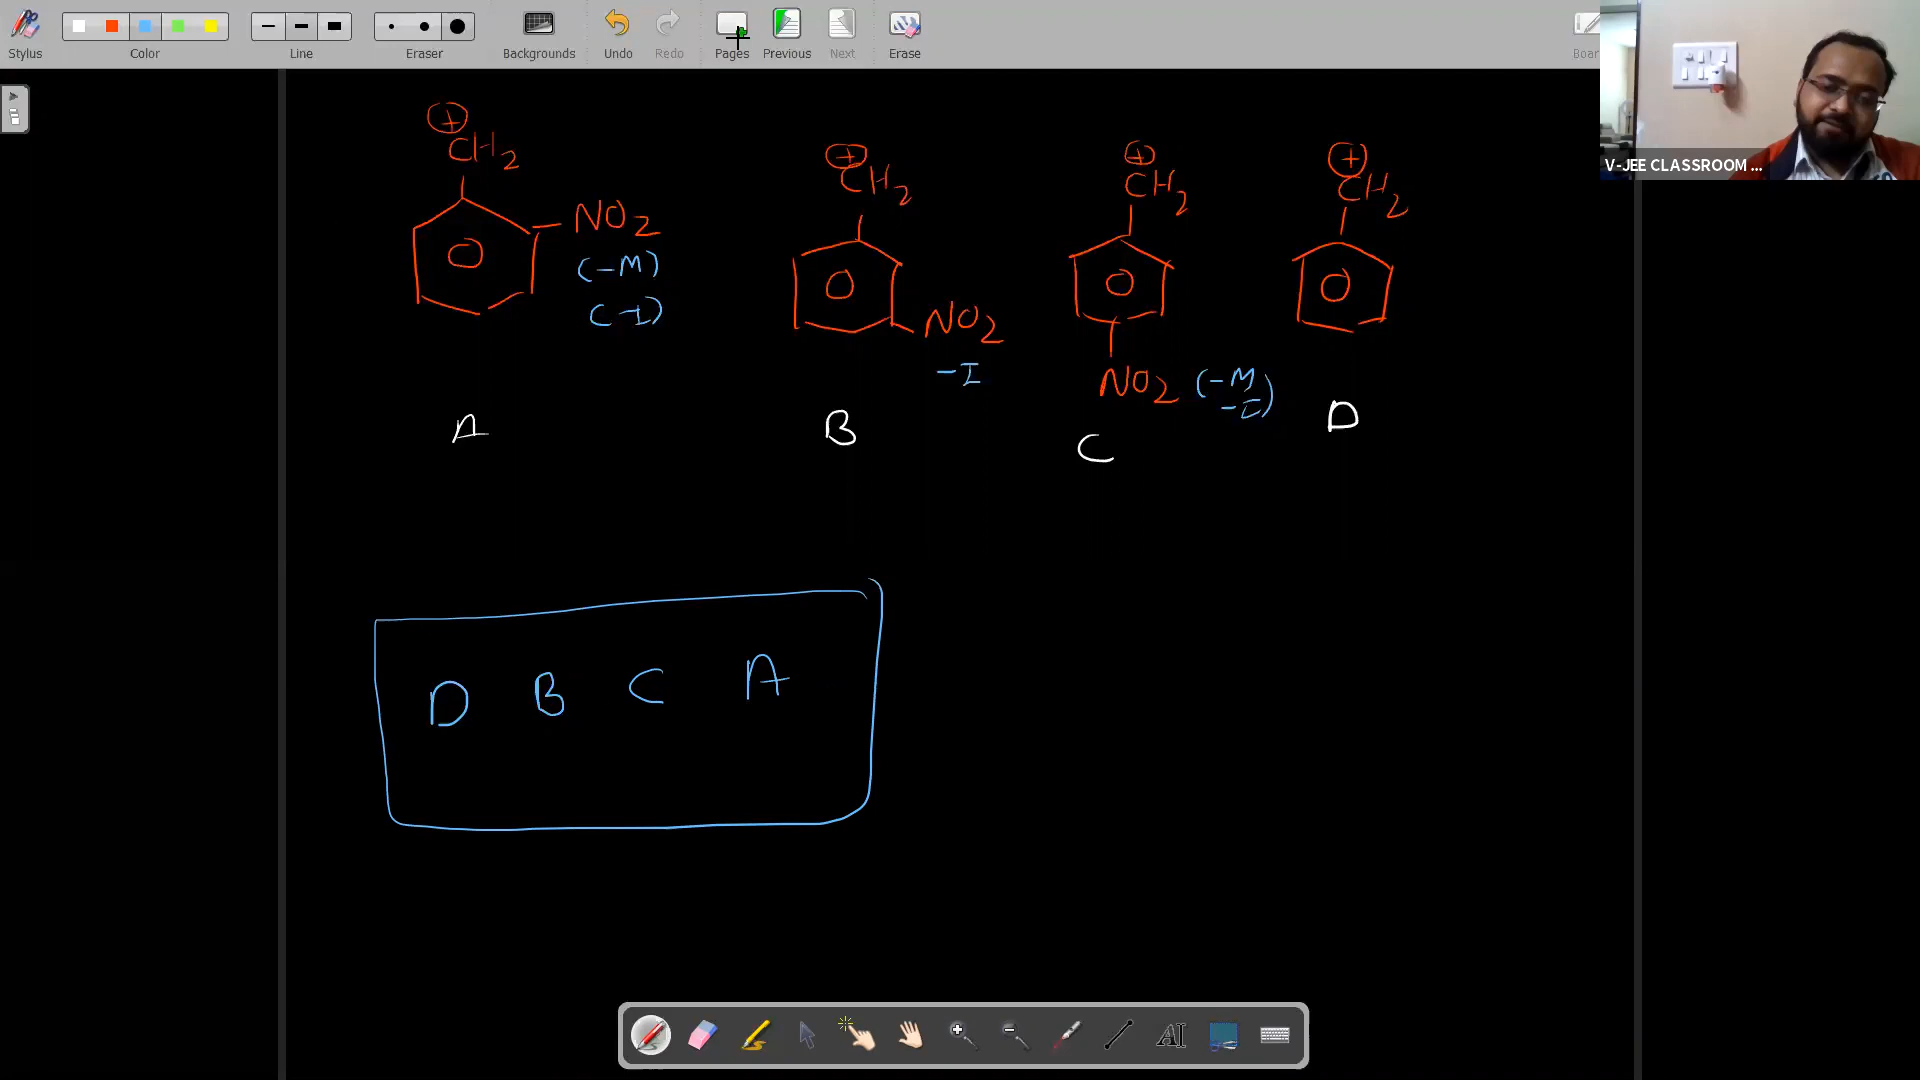 Stylus Color Line Eraser Backgrounds Undo Redo Pages Previous Next Erase
V-JEE CLASSROOM ...
⊕
CH2
NO2
(-M)
(-I)
A
⊕
CH2
NO2
-I
B
⊕
CH2
NO2 (-M
-I)
C
⊕
CH2
D
D B C A
AI